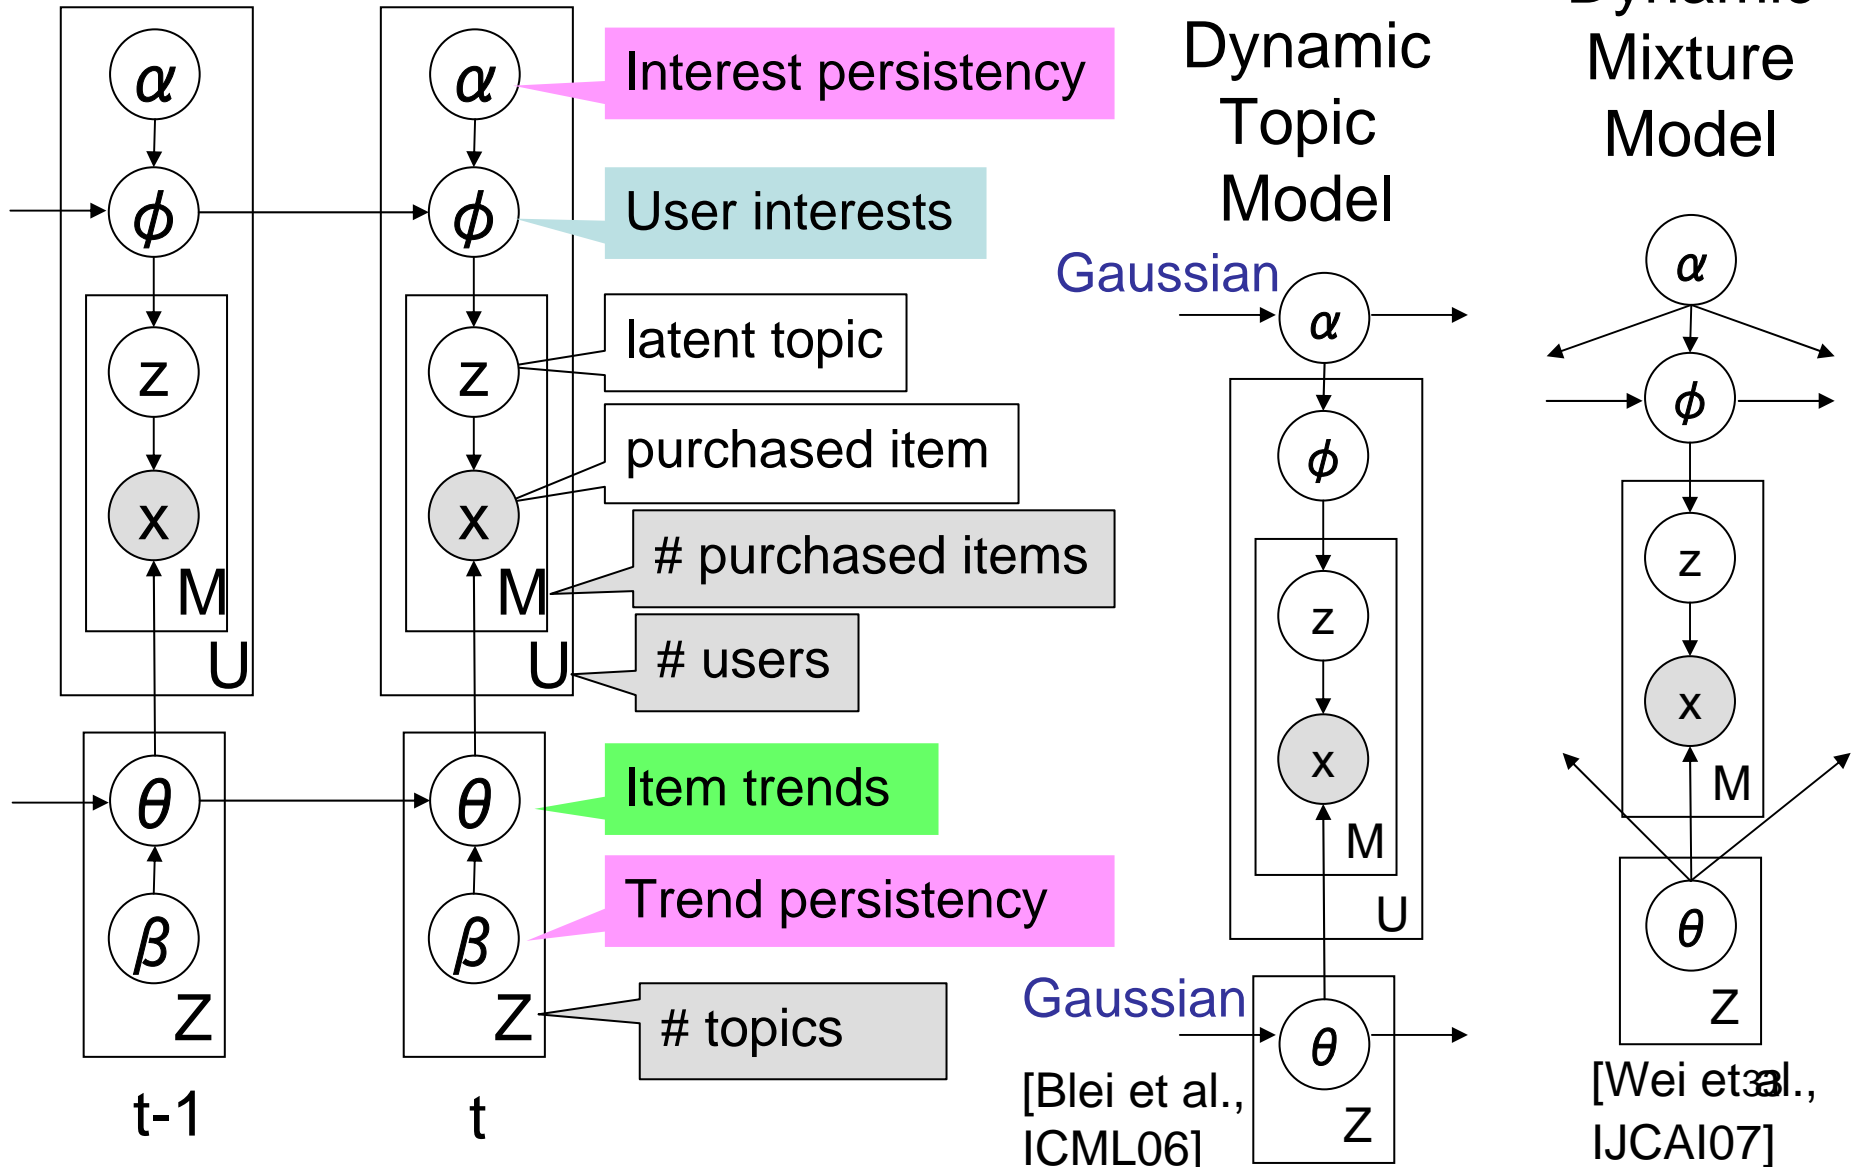 α
ϕ
z
x
M
U
θ
β
Z
t-1
α
ϕ
z
x
M
U
θ
β
Z
t
Interest persistency
User interests
latent topic
purchased item
# purchased items
# users
Item trends
Trend persistency
# topics
Dynamic
Topic
Model
Gaussian
α
ϕ
z
x
M
U
Gaussian
θ
Z
[Blei et al.,
ICML06]
Dynamic
Mixture
Model
α
ϕ
z
x
M
θ
Z
[Wei et al.,
33
IJCAI07]